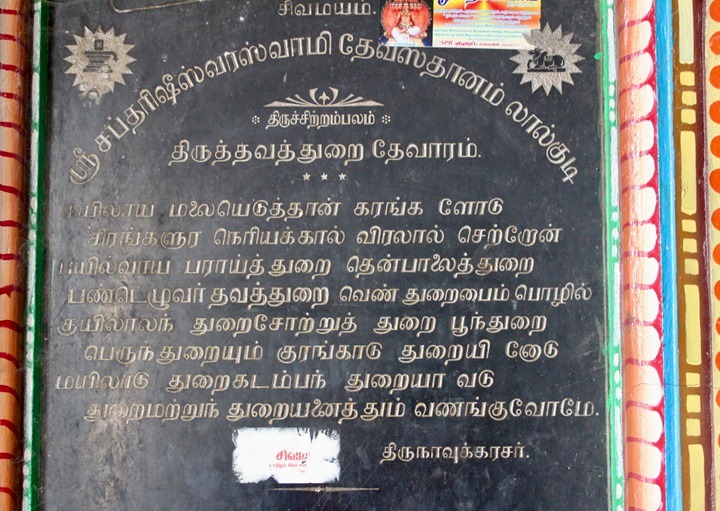 சிவமயம்.
ஸ்ரீ சப்தரிஷீஸ்வரஸ்வாமி தேவஸ்தானம் லால்குடி
திருச்சிற்றம்பலம்
திருத்தவத்துறை தேவாரம்.
கயிலாய மலையெடுத்தான் கரங்க ளோடு
சிரங்களுர நெரியக்கால் விரலால் செற்றேன்
பயில்வாய பராய்த்துறை தென்பாலைத்துறை
பண்டெழுவர் தவத்துறை வெண் துறைபைம் பொழில்
குயிலாலந் துறைசோற்றுத் துறை பூந்துறை
பெருந்துறையும் குரங்காடு துறையி னோடு
மயிலாடு துறைகடம்பந் துறையா வடு
துறைமற்றுந் துறையனைத்தும் வணங்குவோமே.
திருநாவுக்கரசர்.